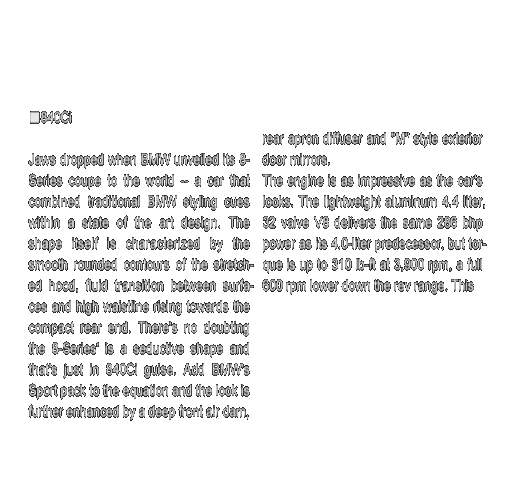 840Ci
Jaws dropped when BMW unveiled its 8-
Series coupe to the world – a car that
combined traditional BMW styling cues
within a state of the art design. The
shape itself is characterized by the
smooth rounded contours of the stretch-
ed hood, fluid transition between surfa-
ces and high waistline rising towards the
compact rear end. There's no doubting
the 8-Series' is a seductive shape and
that's just in 840Ci guise. Add BMW's
Sport pack to the equation and the look is
further enhanced by a deep front air dam,
rear apron diffuser and "M" style exterior
door mirrors.
The engine is as impressive as the car's
looks. The lightweight aluminum 4.4 liter,
32 valve V8 delivers the same 286 bhp
power as its 4.0-liter predecessor, but tor-
que is up to 310 lb-ft at 3,900 rpm, a full
600 rpm lower down the rev range. This